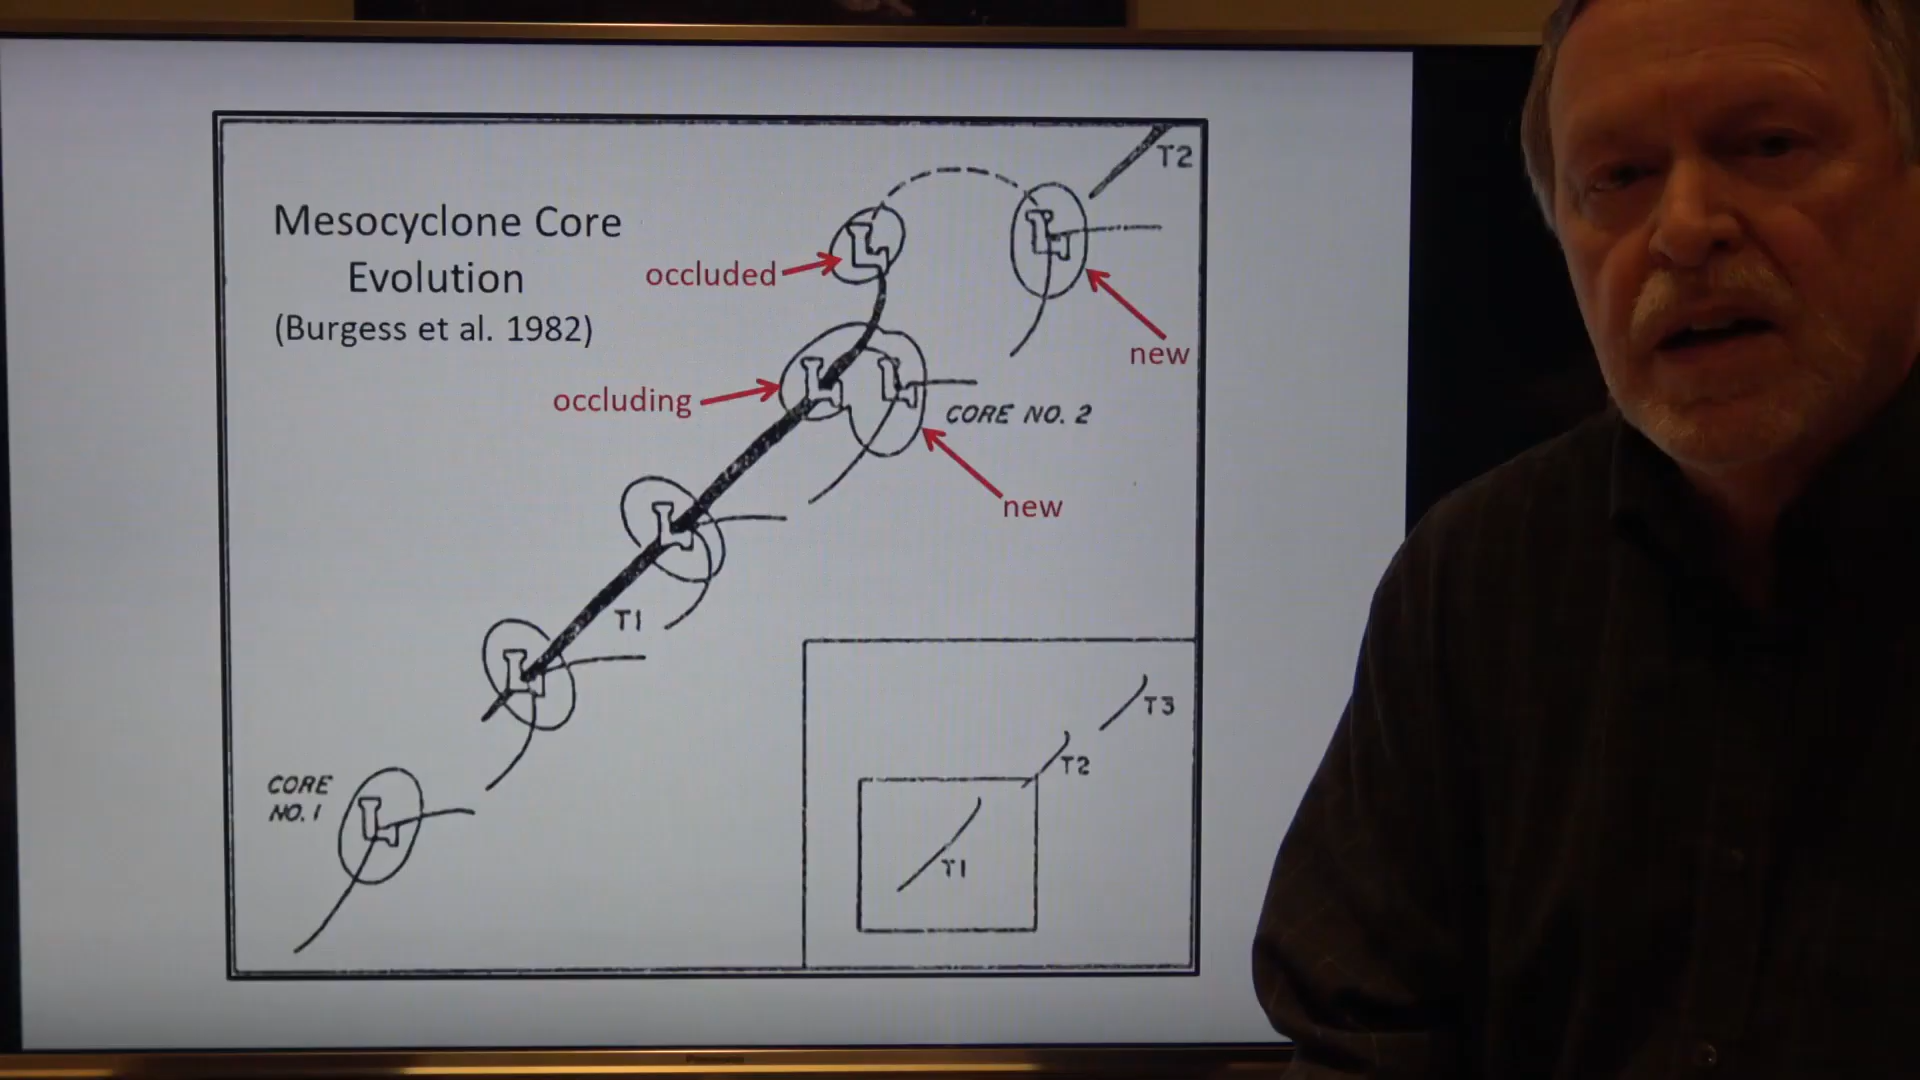 Mesocyclone Core
Evolution
(Burgess et al. 1982)
T2
occluded
new
occluding
CORE NO. 2
new
L
L
L
L
L
L
L
T1
CORE
NO. 1
T3
T2
T1
Panasonic